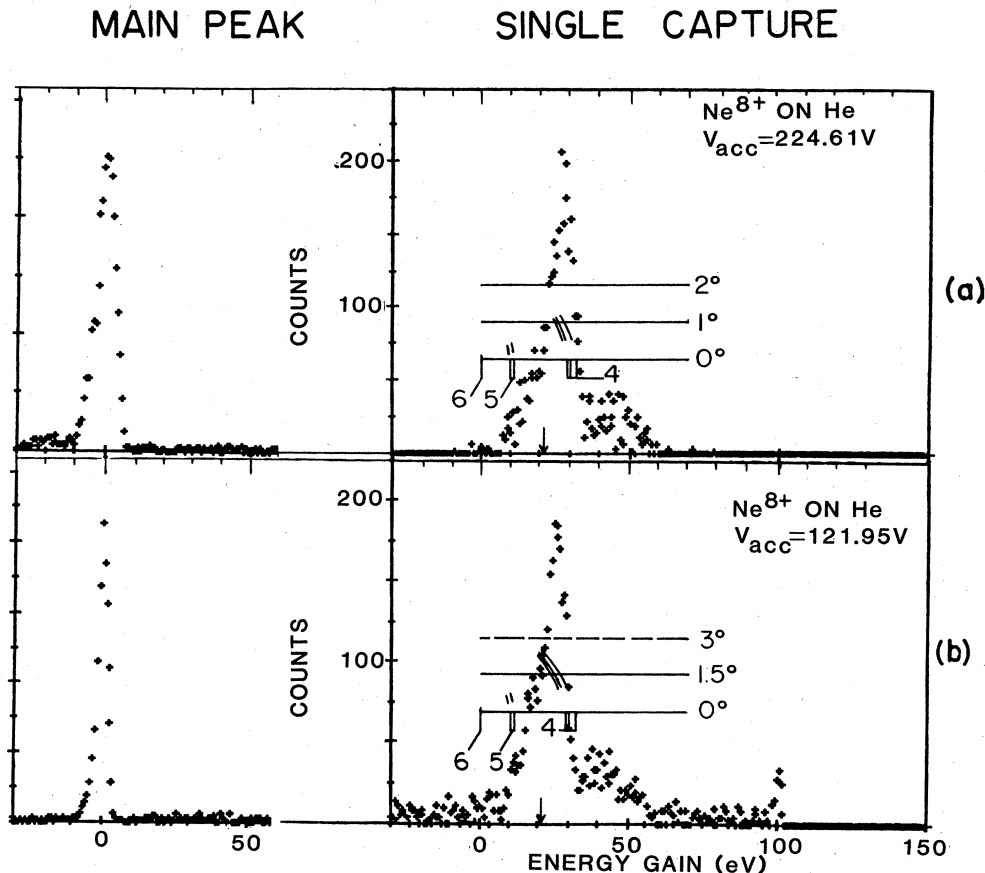 MAIN PEAK
SINGLE CAPTURE
Ne8+ ON He
Vacc=224.61V
200
100
COUNTS
2°
1°
0°
6 5 4
(a)
Ne8+ ON He
Vacc=121.95V
200
100
COUNTS
3°
1.5°
0°
6 5 4
(b)
0 50
0 50 100 150
ENERGY GAIN (eV)